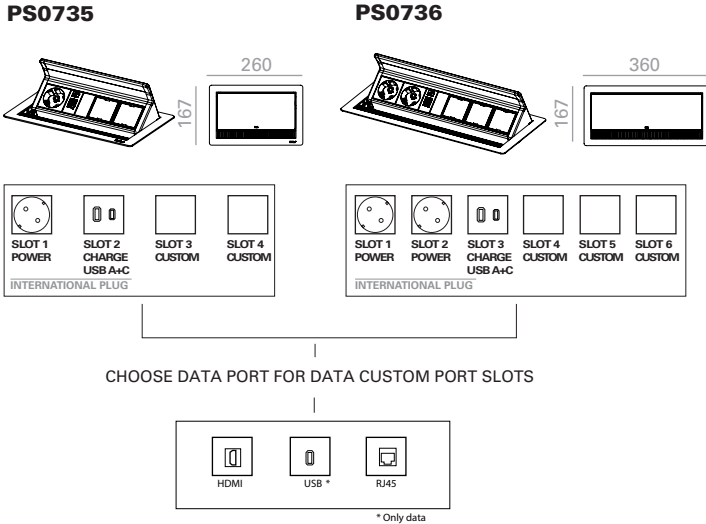 PS0735
PS0736
260
167
360
167
SLOT 1
POWER
SLOT 2
CHARGE
USB A+C
SLOT 3
CUSTOM
SLOT 4
CUSTOM
INTERNATIONAL PLUG
SLOT 1
POWER
SLOT 2
POWER
SLOT 3
CHARGE
USB A+C
SLOT 4
CUSTOM
SLOT 5
CUSTOM
SLOT 6
CUSTOM
INTERNATIONAL PLUG
CHOOSE DATA PORT FOR DATA CUSTOM PORT SLOTS
HDMI
USB *
RJ45
* Only data